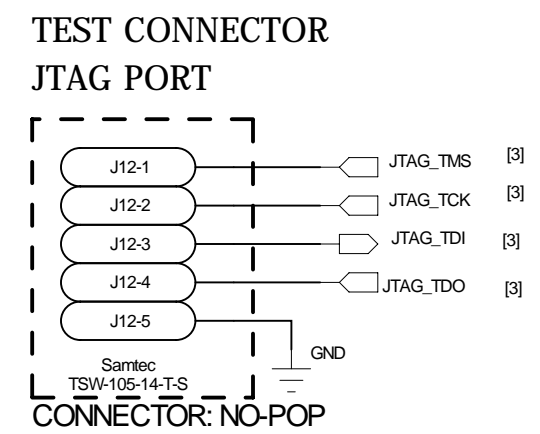 TEST CONNECTOR
JTAG PORT
J12-1 JTAG_TMS [3]
J12-2 JTAG_TCK [3]
J12-3 JTAG_TDI [3]
J12-4 JTAG_TDO [3]
J12-5
GND
Samtec
TSW-105-14-T-S
CONNECTOR: NO-POP